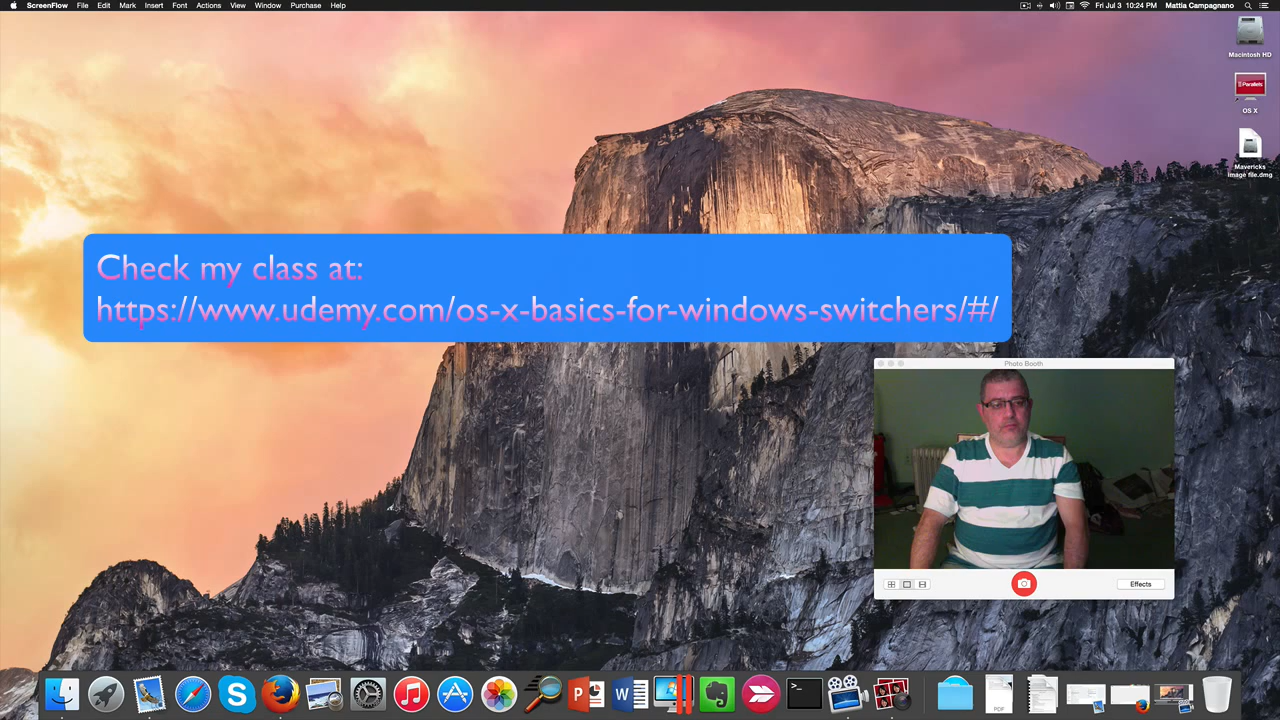 ScreenFlow File Edit Mark Insert Font Actions View Window Purchase Help
Fri Jul 3 10:24 PM Mattia Campagnano
Macintosh HD
Parallels
OS X
Mavericks
image file.dmg
Check my class at:
https://www.udemy.com/os-x-basics-for-windows-switchers/#/
Photo Booth
Effects
PDF